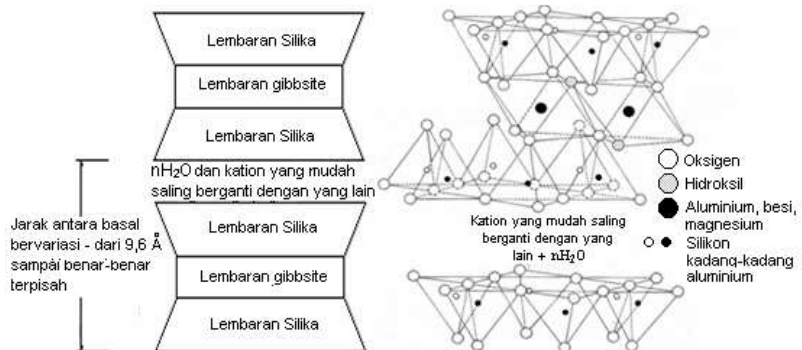 Lembaran Silika
Lembaran gibbsite
Lembaran Silika
nH2O dan kation yang mudah
saling berganti dengan yang lain
Jarak antara basal
bervariasi - dari 9,6 Å
sampai benar-benar
terpisah
Lembaran Silika
Lembaran gibbsite
Lembaran Silika
Kation yang mudah saling
berganti dengan yang
lain + nH2O
Oksigen
Hidroksil
Aluminium, besi,
magnesium
Silikon
kadang-kadang
aluminium